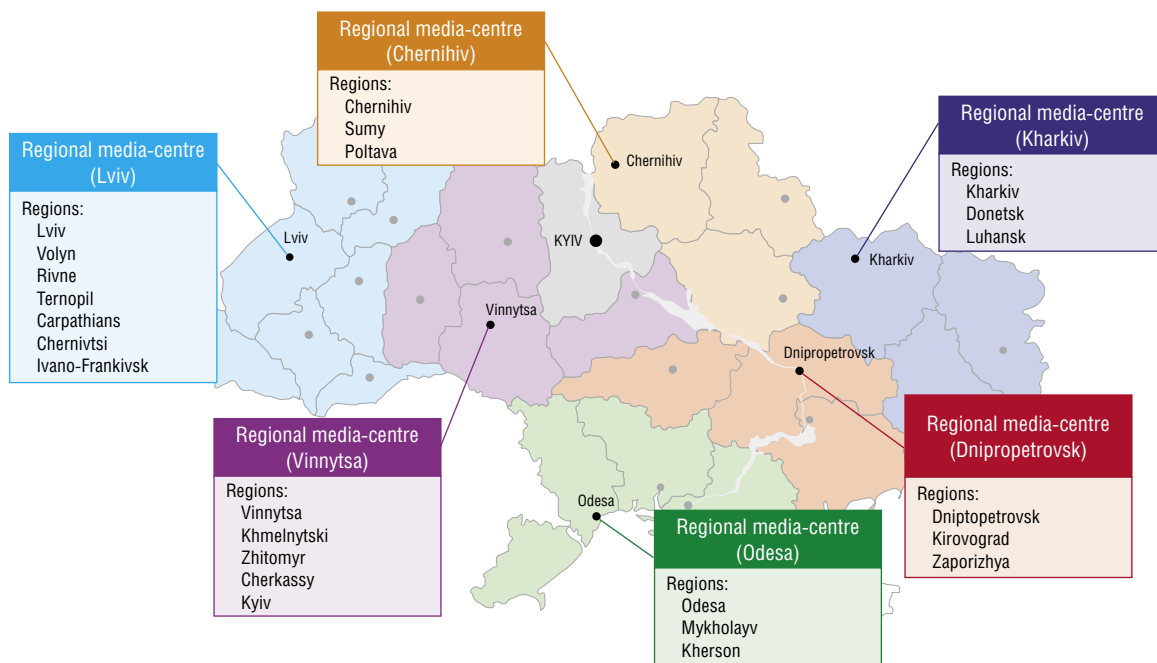 Regional media-centre
(Chernihiv)
Regions:
Chernihiv
Sumy
Poltava
Regional media-centre
(Kharkiv)
Regions:
Kharkiv
Donetsk
Luhansk
Regional media-centre
(Lviv)
Regions:
Lviv
Volyn
Rivne
Ternopil
Carpathians
Chernivtsi
Ivano-Frankivsk
Chernihiv
Lviv
KYIV
Kharkiv
Vinnytsa
Dnipropetrovsk
Odesa
Regional media-centre
(Vinnytsa)
Regions:
Vinnytsa
Khmelnytski
Zhitomyr
Cherkassy
Kyiv
Regional media-centre
(Dnipropetrovsk)
Regions:
Dniptopetrovsk
Kirovograd
Zaporizhya
Regional media-centre
(Odesa)
Regions:
Odesa
Mykholayv
Kherson